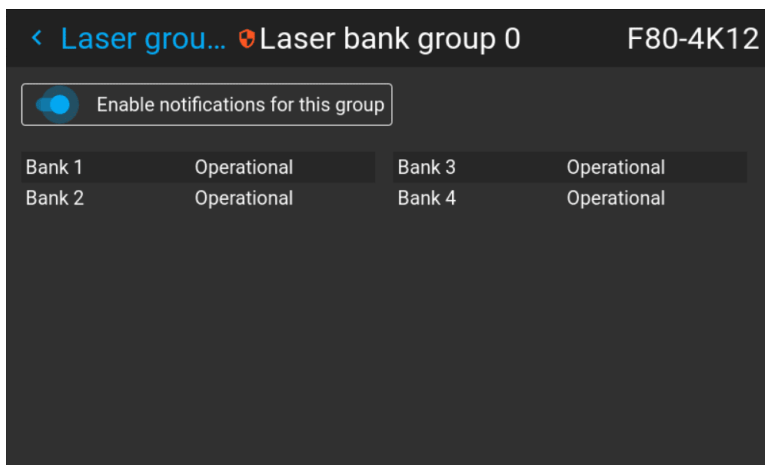 < Laser grou... Laser bank group 0 F80-4K12
Enable notifications for this group
Bank 1 Operational Bank 3 Operational
Bank 2 Operational Bank 4 Operational